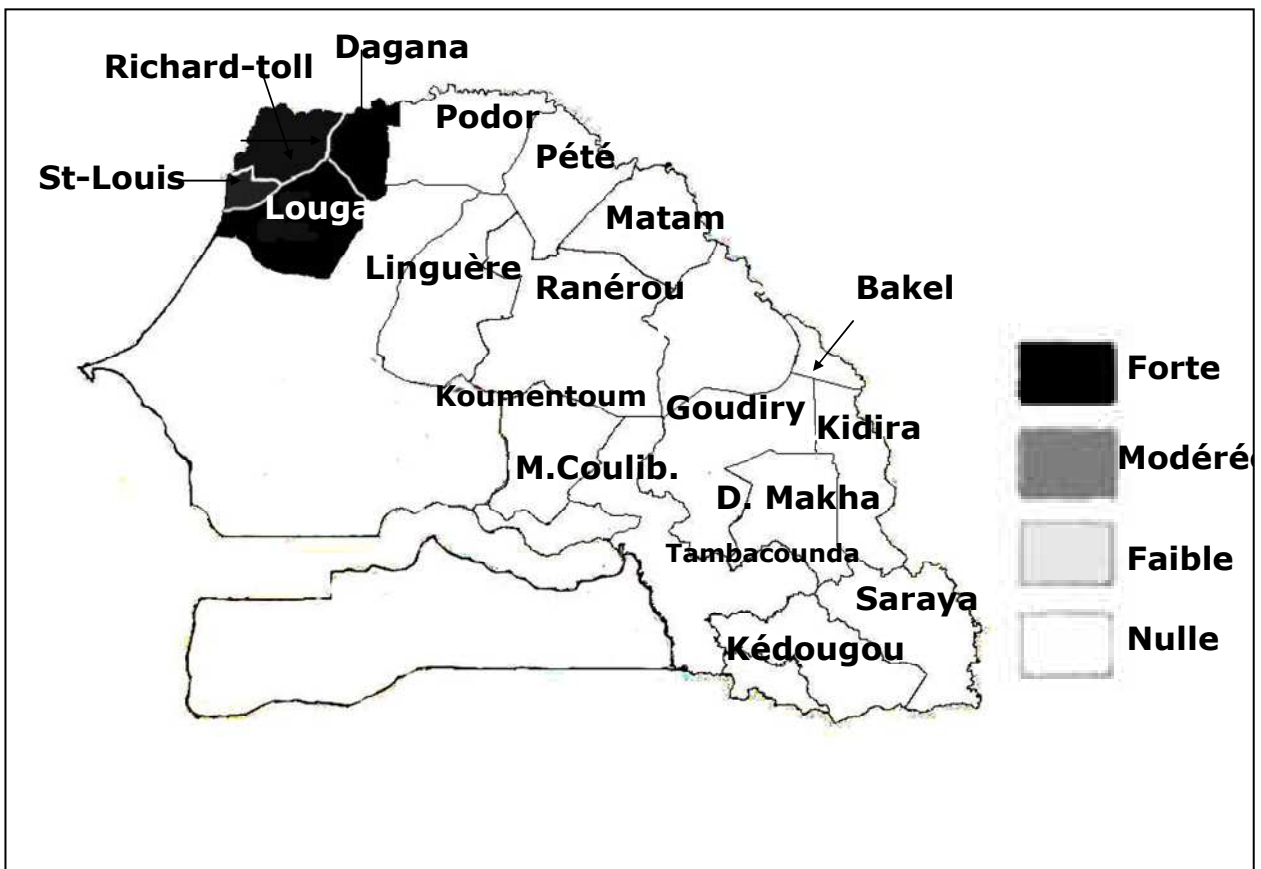 Dagana
Richard-toll
Podor
Pété
St-Louis
Louga
Matam
Linguère
Ranérou
Bakel
Koumentoum
Goudiry
Kidira
M.Coulib.
D. Makha
Tambacounda
Saraya
Kédougou
Forte
Modérée
Faible
Nulle